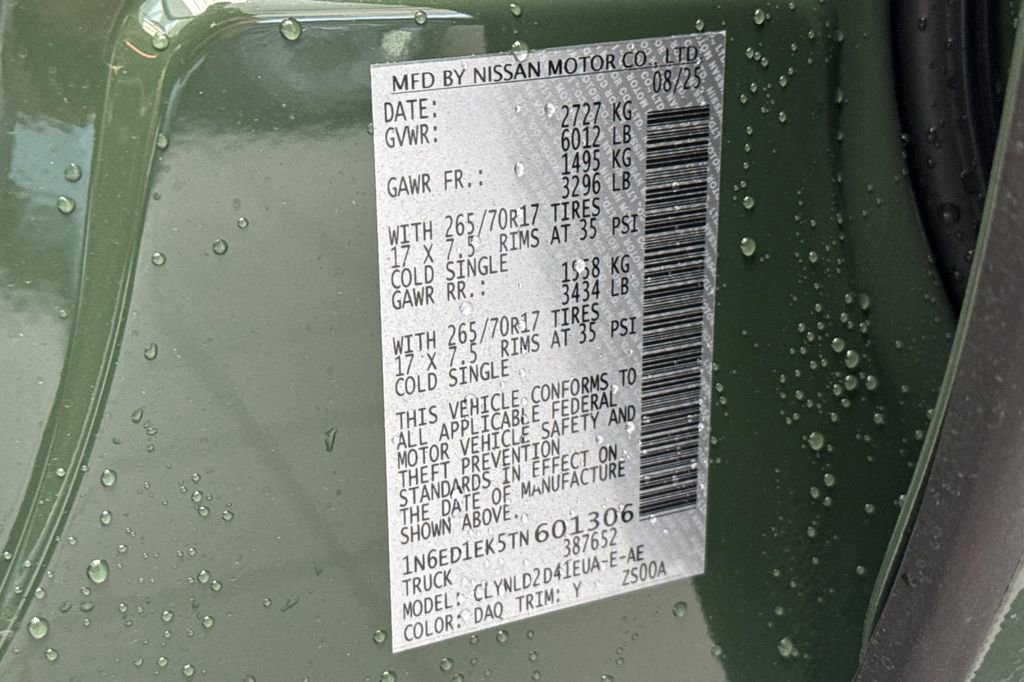 MFD BY NISSAN MOTOR CO., LTD.
DATE: 08/25
GVWR: 2727 KG
6012 LB
GAWR FR.: 1495 KG
3296 LB
WITH 265/70R17 TIRES
17 X 7.5 RIMS AT 35 PSI
COLD SINGLE
GAWR RR.: 1558 KG
3434 LB
WITH 265/70R17 TIRES
17 X 7.5 RIMS AT 35 PSI
COLD SINGLE
THIS VEHICLE CONFORMS TO
ALL APPLICABLE FEDERAL
MOTOR VEHICLE SAFETY AND
THEFT PREVENTION
STANDARDS IN EFFECT ON
THE DATE OF MANUFACTURE
SHOWN ABOVE.
1N6ED1EK5TN601306
TRUCK 387652
MODEL: CLYNLD2D41EUA-E-AE
COLOR: DAQ TRIM: Y ZS00A